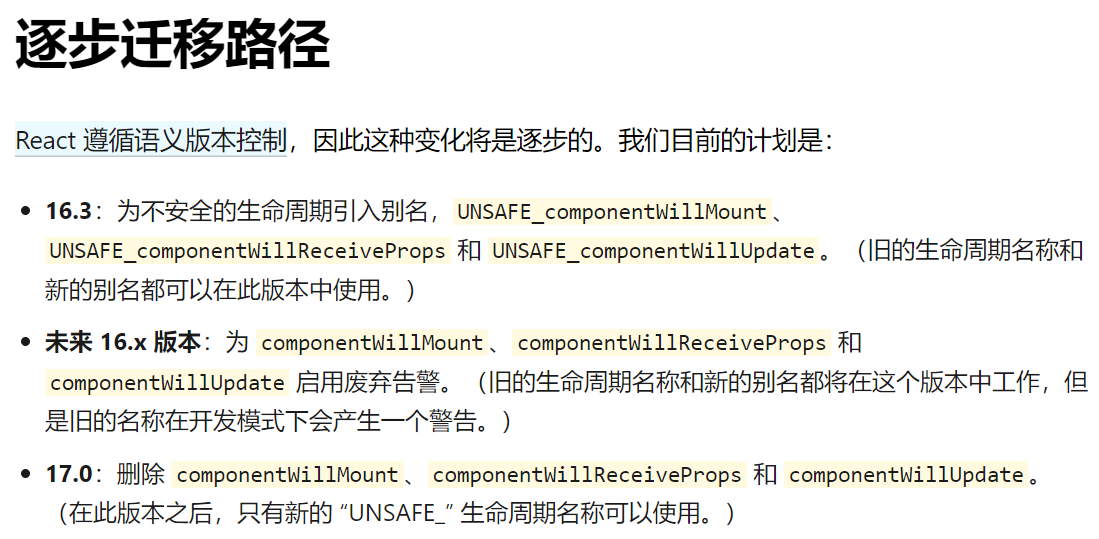 逐步迁移路径
React 遵循语义版本控制，因此这种变化将是逐步的。我们目前的计划是：
• 16.3：为不安全的生命周期引入别名，UNSAFE_componentWillMount、
UNSAFE_componentWillReceiveProps 和 UNSAFE_componentWillUpdate。（旧的生命周期名称和
新的别名都可以在此版本中使用。）
• 未来 16.x 版本：为 componentWillMount、componentWillReceiveProps 和
componentWillUpdate 启用废弃告警。（旧的生命周期名称和新的别名都将在这个版本中工作，但
是旧的名称在开发模式下会产生一个警告。）
• 17.0：删除 componentWillMount、componentWillReceiveProps 和 componentWillUpdate。
（在此版本之后，只有新的 “UNSAFE_” 生命周期名称可以使用。）